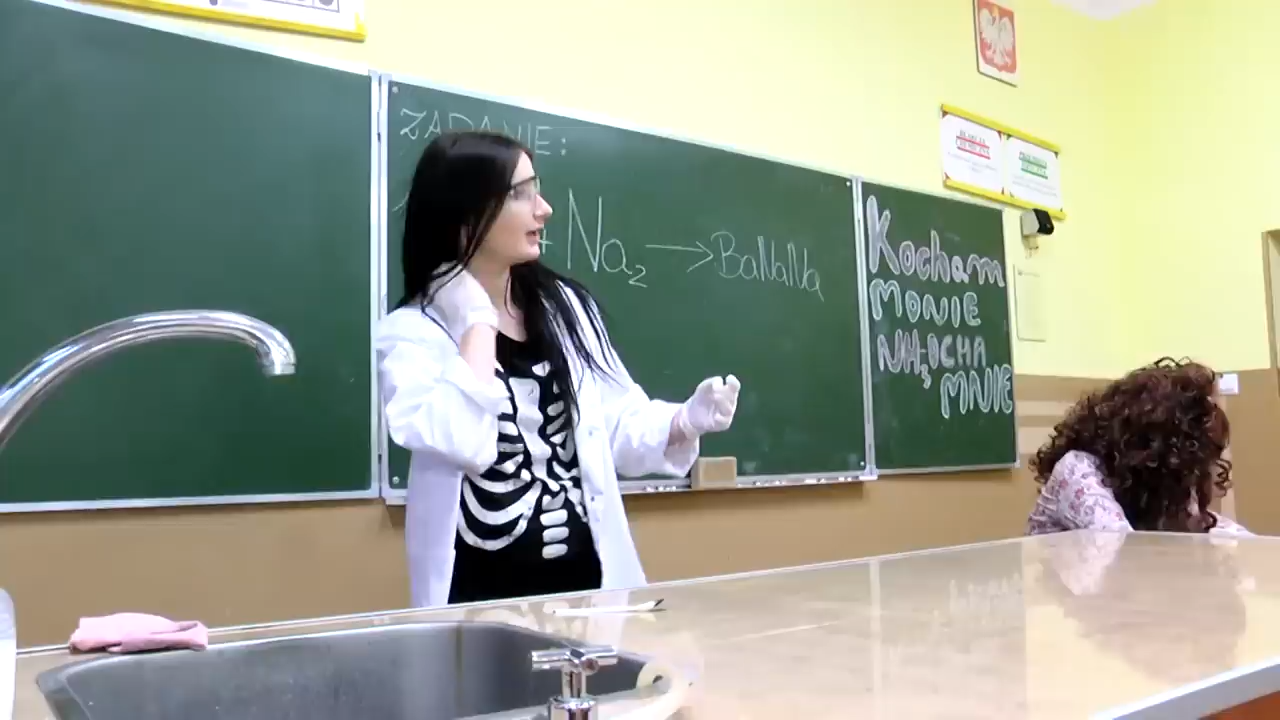 ZADANIE:
+ Na₂ → BaNaNa
Kocham
MONIE
NH₃OCHA
MNIE